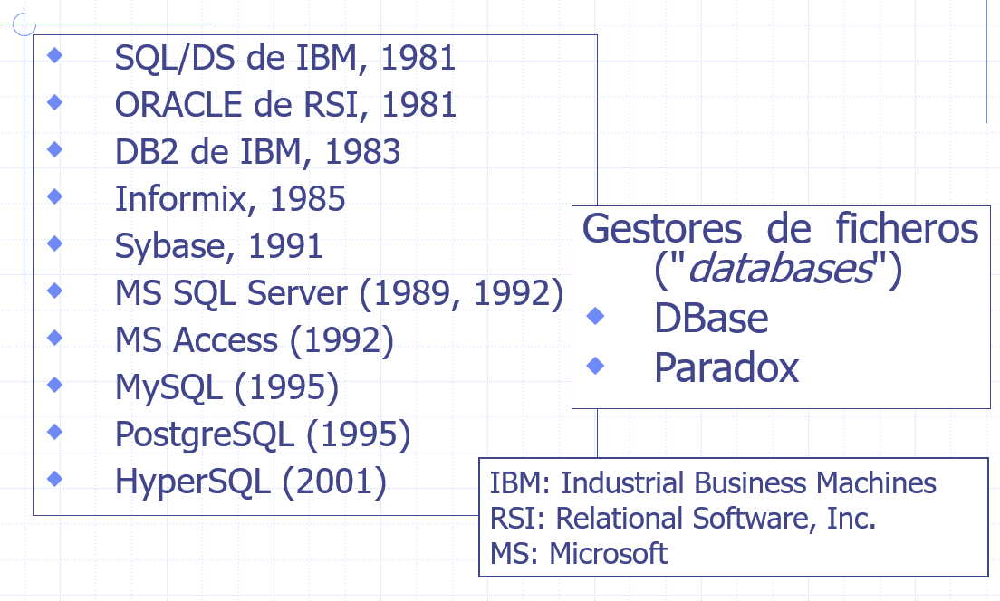 SQL/DS de IBM, 1981
ORACLE de RSI, 1981
DB2 de IBM, 1983
Informix, 1985
Sybase, 1991
MS SQL Server (1989, 1992)
MS Access (1992)
MySQL (1995)
PostgreSQL (1995)
HyperSQL (2001)
Gestores de ficheros
("databases")
DBase
Paradox
IBM: Industrial Business Machines
RSI: Relational Software, Inc.
MS: Microsoft